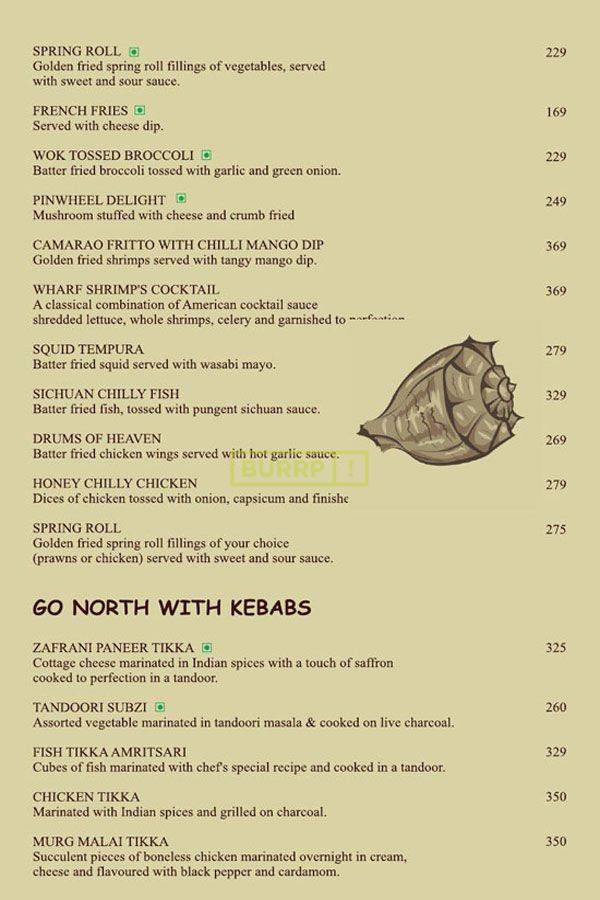 SPRING ROLL 229
Golden fried spring roll fillings of vegetables, served
with sweet and sour sauce.
FRENCH FRIES 169
Served with cheese dip.
WOK TOSSED BROCCOLI 229
Batter fried broccoli tossed with garlic and green onion.
PINWHEEL DELIGHT 249
Mushroom stuffed with cheese and crumb fried
CAMARAO FRITTO WITH CHILLI MANGO DIP 369
Golden fried shrimps served with tangy mango dip.
WHARF SHRIMP'S COCKTAIL 369
A classical combination of American cocktail sauce
shredded lettuce, whole shrimps, celery and garnished to
SQUID TEMPURA 279
Batter fried squid served with wasabi mayo.
SICHUAN CHILLY FISH 329
Batter fried fish, tossed with pungent sichuan sauce.
DRUMS OF HEAVEN 269
Batter fried chicken wings served with hot garlic sauce.
BURRP !
HONEY CHILLY CHICKEN 279
Dices of chicken tossed with onion, capsicum and finishe
SPRING ROLL 275
Golden fried spring roll fillings of your choice
(prawns or chicken) served with sweet and sour sauce.
GO NORTH WITH KEBABS
ZAFRANI PANEER TIKKA 325
Cottage cheese marinated in Indian spices with a touch of saffron
cooked to perfection in a tandoor.
TANDOORI SUBZI 260
Assorted vegetable marinated in tandoori masala & cooked on live charcoal.
FISH TIKKA AMRITSARI 329
Cubes of fish marinated with chef's special recipe and cooked in a tandoor.
CHICKEN TIKKA 350
Marinated with Indian spices and grilled on charcoal.
MURG MALAI TIKKA 350
Succulent pieces of boneless chicken marinated overnight in cream,
cheese and flavoured with black pepper and cardamom.